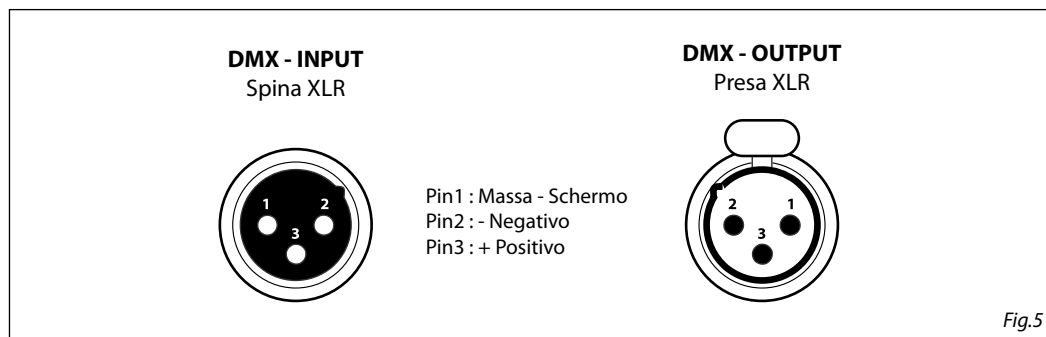 DMX - INPUT
Spina XLR
DMX - OUTPUT
Presa XLR
1
2
3
Pin1 : Massa - Schermo
Pin2 : - Negativo
Pin3 : + Positivo
2
1
3
Fig.5